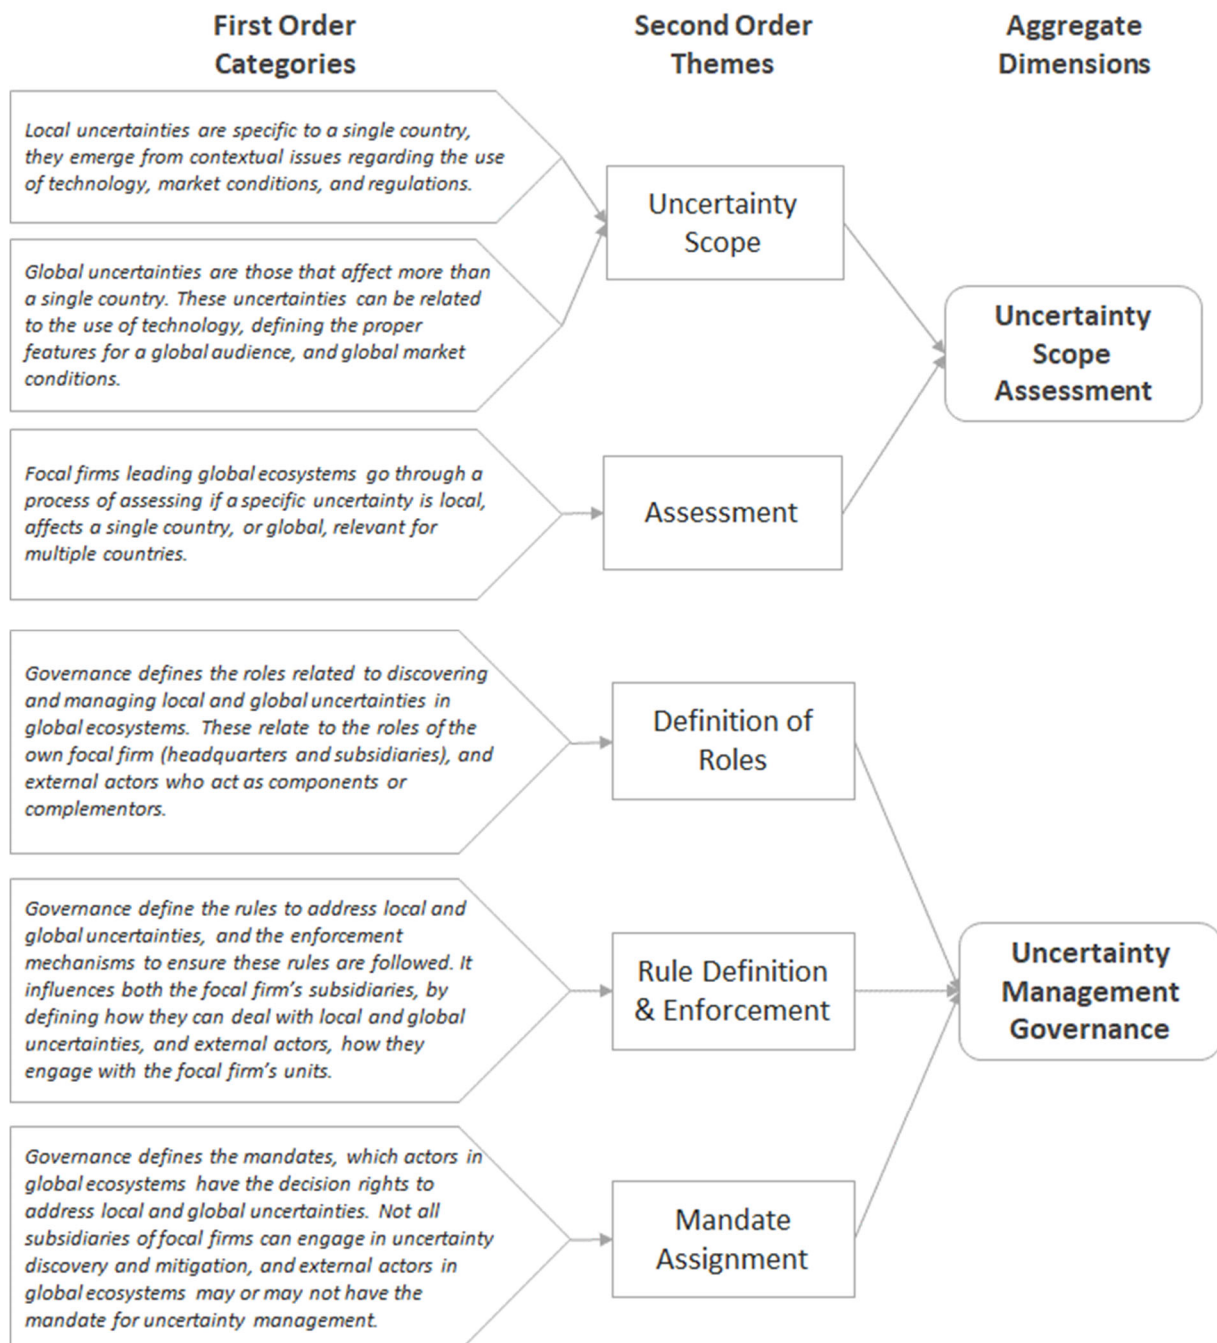 First Order
Categories
Second Order
Themes
Aggregate
Dimensions
Local uncertainties are specific to a single country,
they emerge from contextual issues regarding the use
of technology, market conditions, and regulations.
Global uncertainties are those that affect more than
a single country. These uncertainties can be related
to the use of technology, defining the proper
features for a global audience, and global market
conditions.
Uncertainty
Scope
Focal firms leading global ecosystems go through a
process of assessing if a specific uncertainty is local,
affects a single country, or global, relevant for
multiple countries.
Assessment
Uncertainty
Scope
Assessment
Governance defines the roles related to discovering
and managing local and global uncertainties in
global ecosystems. These relate to the roles of the
own focal firm (headquarters and subsidiaries), and
external actors who act as components or
complementors.
Definition of
Roles
Governance define the rules to address local and
global uncertainties, and the enforcement
mechanisms to ensure these rules are followed. It
influences both the focal firm's subsidiaries, by
defining how they can deal with local and global
uncertainties, and external actors, how they
engage with the focal firm's units.
Rule Definition
& Enforcement
Governance defines the mandates, which actors in
global ecosystems have the decision rights to
address local and global uncertainties. Not all
subsidiaries of focal firms can engage in uncertainty
discovery and mitigation, and external actors in
global ecosystems may or may not have the
mandate for uncertainty management.
Mandate
Assignment
Uncertainty
Management
Governance